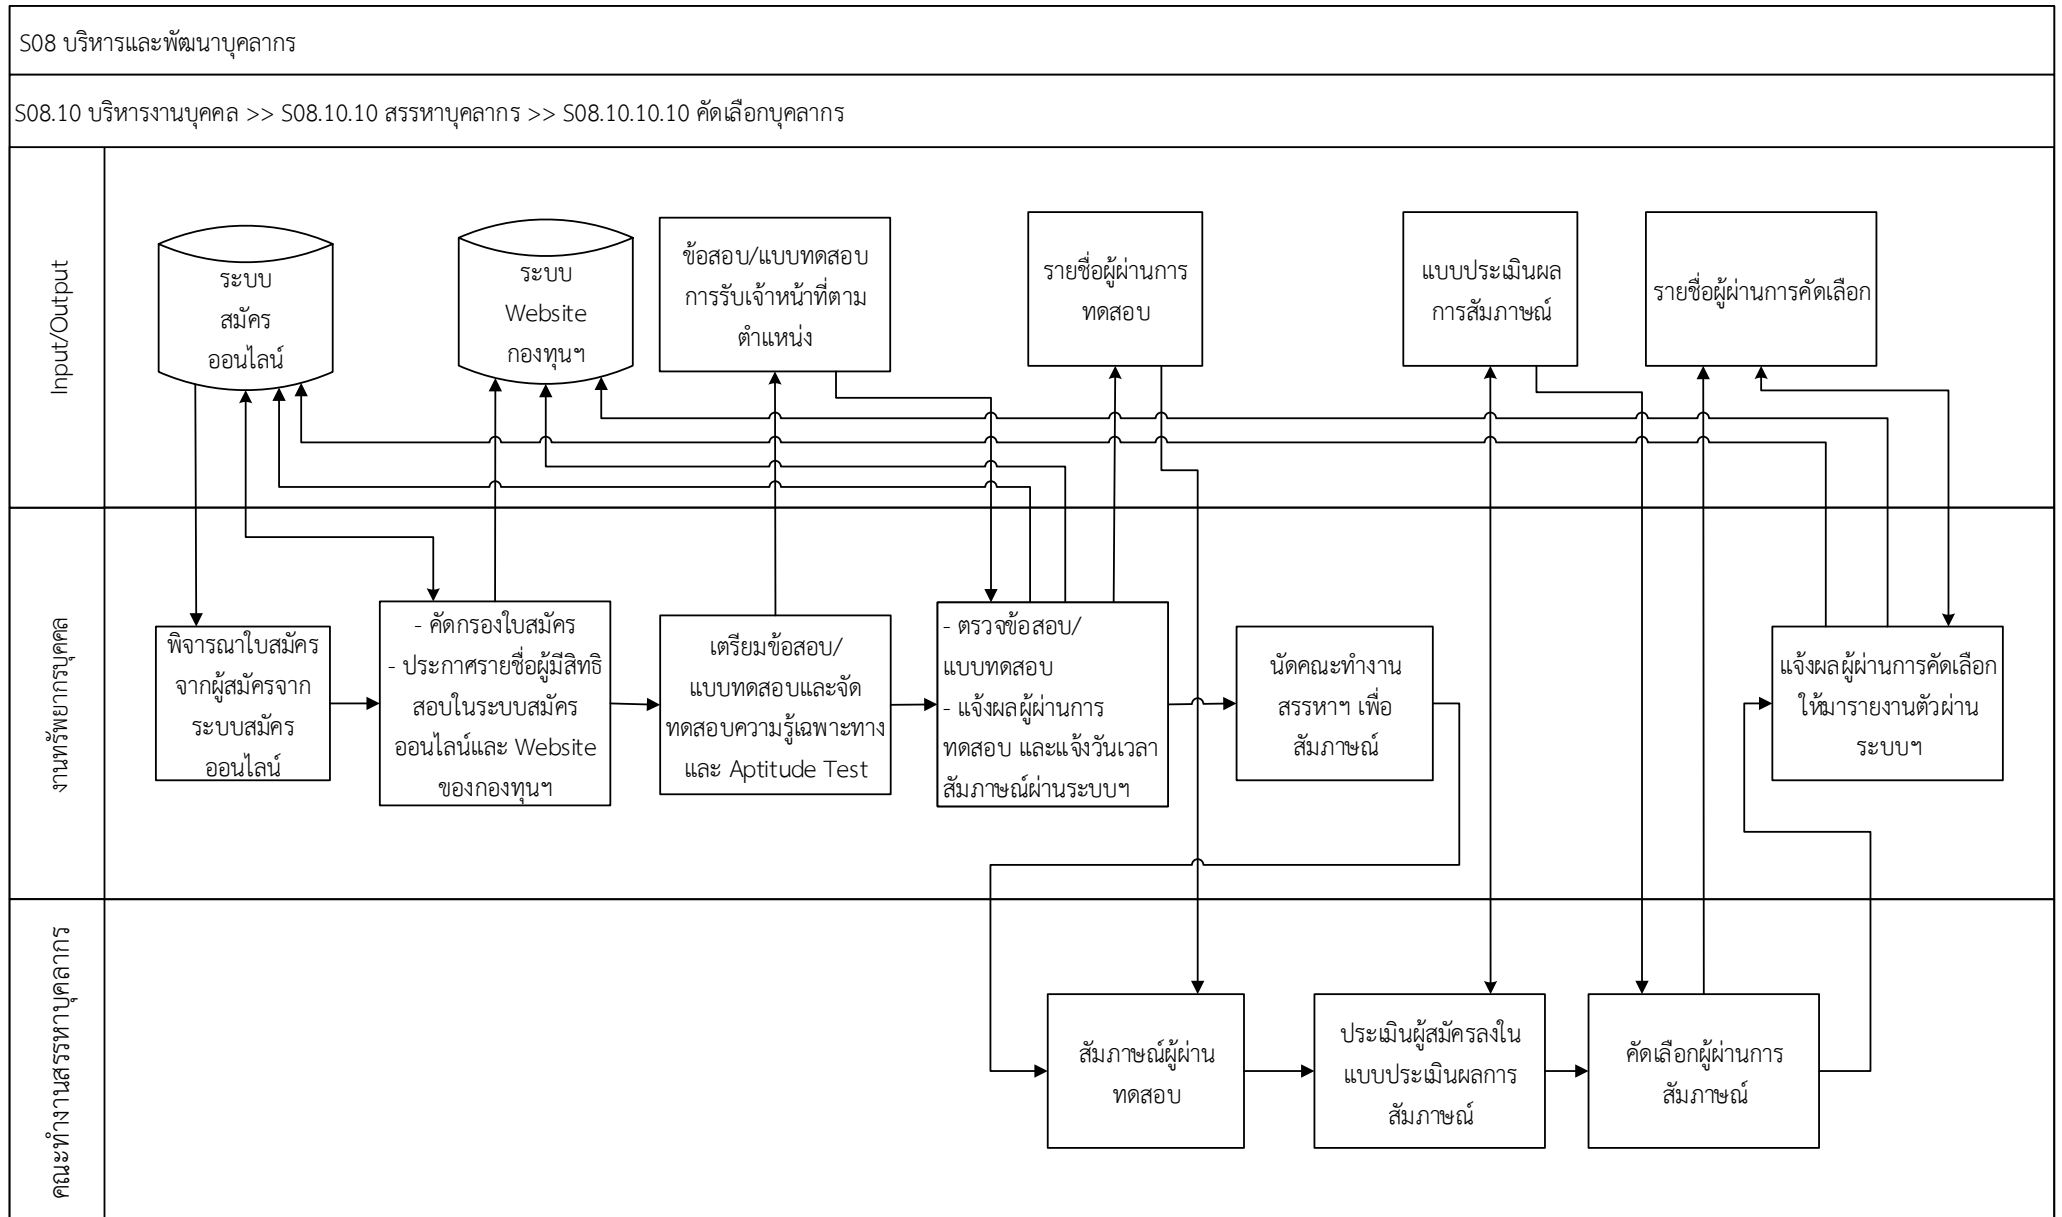 S08 บริหารและพัฒนาบุคลากร
S08.10 บริหารงานบุคคล >> S08.10.10 สรรหาบุคลากร >> S08.10.10.10 คัดเลือกบุคลากร
Input/Output
ระบบ
สมัคร
ออนไลน์
ระบบ
Website
กองทุนฯ
ข้อสอบ/แบบทดสอบ
การรับเจ้าหน้าที่ตาม
ตำแหน่ง
รายชื่อผู้ผ่านการ
ทดสอบ
แบบประเมินผล
การสัมภาษณ์
รายชื่อผู้ผ่านการคัดเลือก
งานทรัพยากรบุคคล
พิจารณาใบสมัคร
จากผู้สมัครจาก
ระบบสมัคร
ออนไลน์
- คัดกรองใบสมัคร
- ประกาศรายชื่อผู้มีสิทธิ
สอบในระบบสมัคร
ออนไลน์และ Website
ของกองทุนฯ
เตรียมข้อสอบ/
แบบทดสอบและจัด
ทดสอบความรู้เฉพาะทาง
และ Aptitude Test
- ตรวจข้อสอบ/
แบบทดสอบ
- แจ้งผลผู้ผ่านการ
ทดสอบ และแจ้งวันเวลา
สัมภาษณ์ผ่านระบบฯ
นัดคณะทำงาน
สรรหาฯ เพื่อ
สัมภาษณ์
แจ้งผลผู้ผ่านการคัดเลือก
ให้มารายงานตัวผ่าน
ระบบฯ
คณะทำงานสรรหาบุคลากร
สัมภาษณ์ผู้ผ่าน
ทดสอบ
ประเมินผู้สมัครลงใน
แบบประเมินผลการ
สัมภาษณ์
คัดเลือกผู้ผ่านการ
สัมภาษณ์